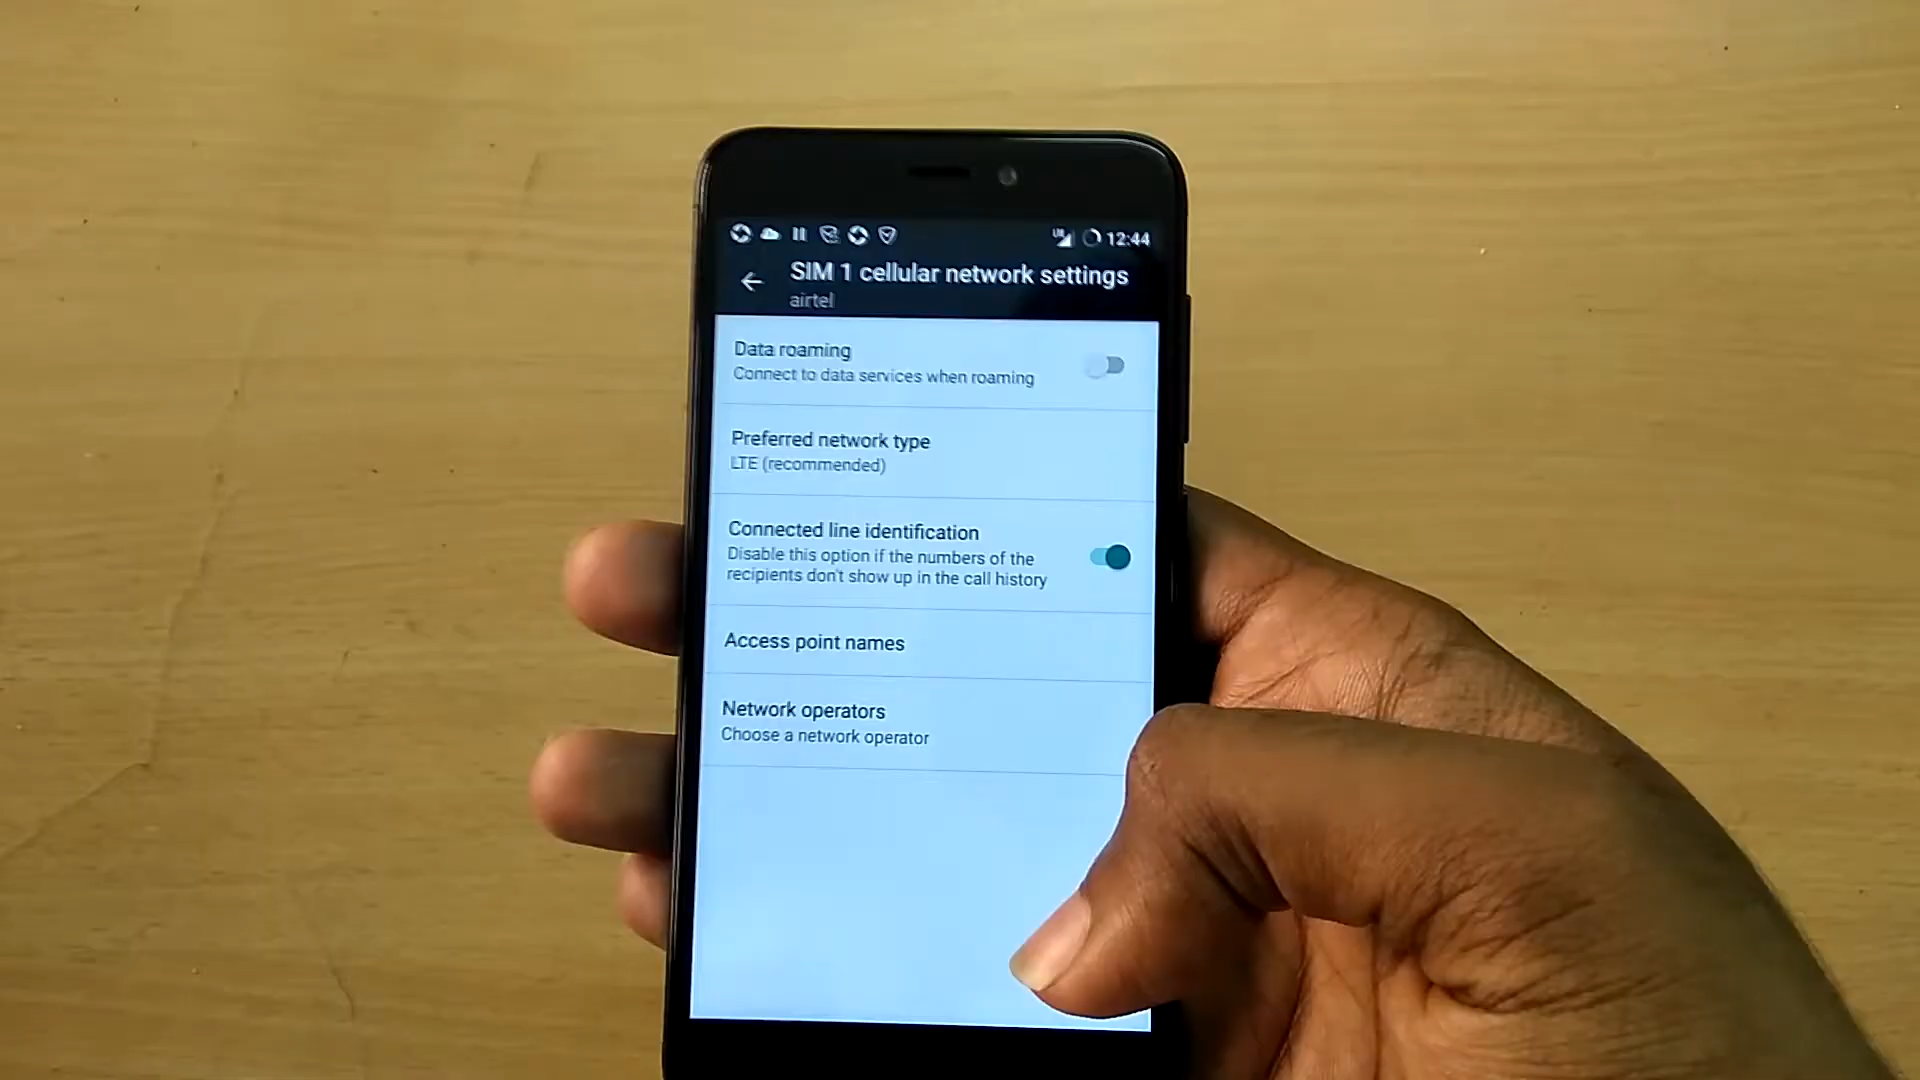 12:44
SIM 1 cellular network settings
airtel
Data roaming
Connect to data services when roaming
Preferred network type
LTE (recommended)
Connected line identification
Disable this option if the numbers of the
recipients don't show up in the call history
Access point names
Network operators
Choose a network operator